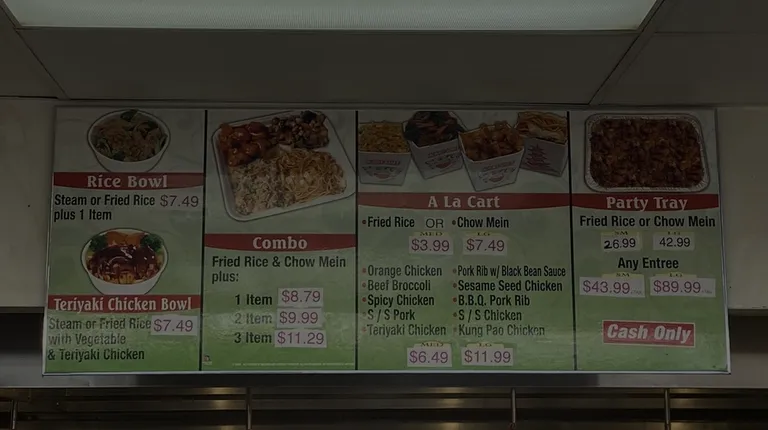 Rice Bowl
Steam or Fried Rice $7.49
plus 1 Item
Teriyaki Chicken Bowl
Steam or Fried Rice $7.49
with Vegetable
& Teriyaki Chicken
Combo
Fried Rice & Chow Mein
plus:
1 Item $8.79
2 Item $9.99
3 Item $11.29
A La Cart
•Fried Rice OR •Chow Mein
MED LG
$3.99 $7.49
•Orange Chicken
•Beef Broccoli
•Spicy Chicken
•S / S Pork
•Teriyaki Chicken
•Pork Rib w/ Black Bean Sauce
•Sesame Seed Chicken
•B.B.Q. Pork Rib
•S / S Chicken
•Kung Pao Chicken
MED LG
$6.49 $11.99
Party Tray
Fried Rice or Chow Mein
SM LG
26.99 42.99
Any Entree
SM LG
$43.99 $89.99
Cash Only